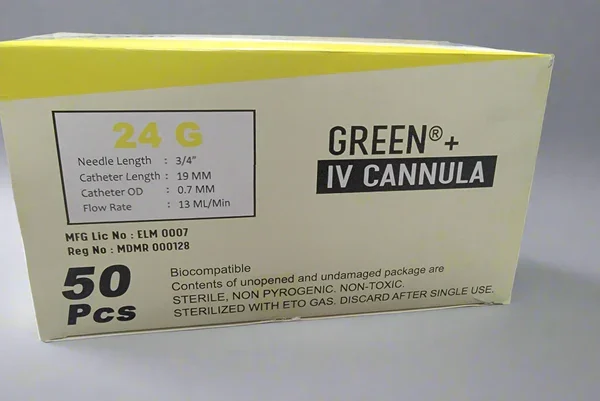 24 G
Needle Length : 3/4"
Catheter Length : 19 MM
Catheter OD : 0.7 MM
Flow Rate : 13 ML/Min
GREEN®+
IV CANNULA
MFG Lic No : ELM 0007
Reg No : MDMR 000128
50
Pcs
Biocompatible
Contents of unopened and undamaged package are
STERILE, NON PYROGENIC. NON-TOXIC.
STERILIZED WITH ETO GAS. DISCARD AFTER SINGLE USE.